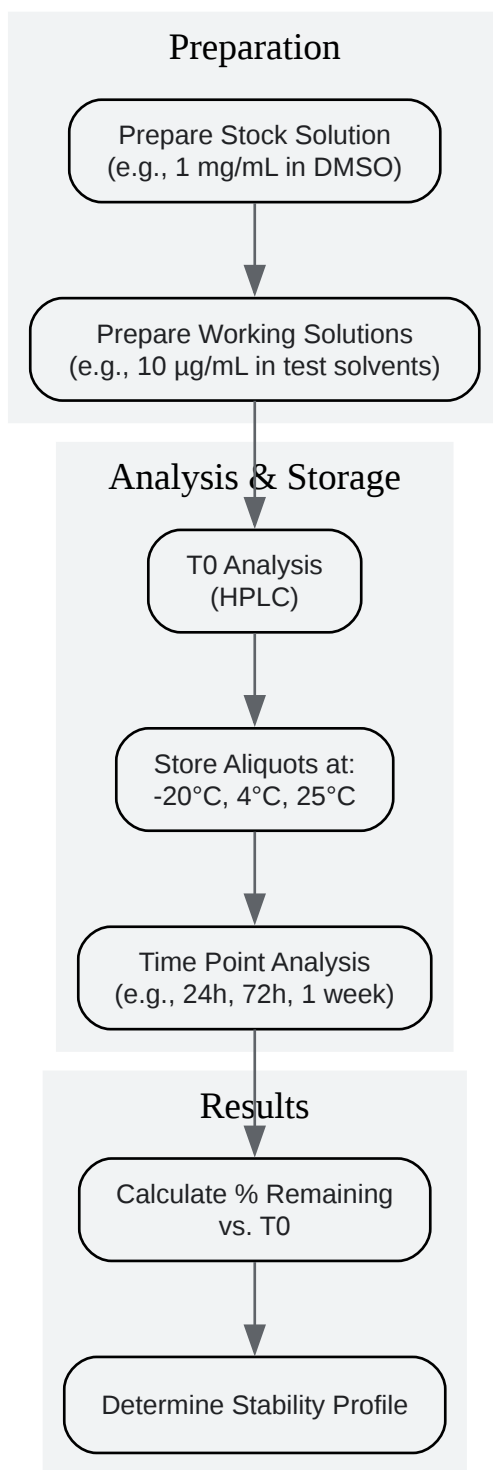 Preparation
Prepare Stock Solution
(e.g., 1 mg/mL in DMSO)
Prepare Working Solutions
(e.g., 10 µg/mL in test solvents)
Analysis & Storage
T0 Analysis
(HPLC)
Store Aliquots at:
-20°C, 4°C, 25°C
Time Point Analysis
(e.g., 24h, 72h, 1 week)
Results
Calculate % Remaining
vs. T0
Determine Stability Profile